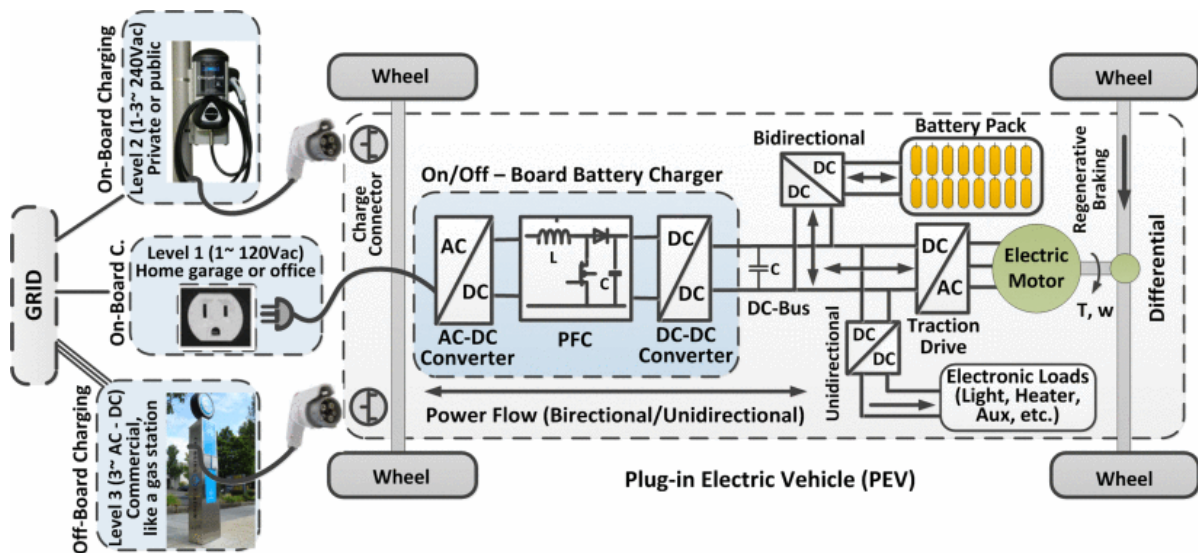 GRID
On-Board Charging
Level 2 (1-3~ 240Vac)
Private or public
On-Board C.
Level 1 (1~ 120Vac)
Home garage or office
Off-Board Charging
Level 3 (3~ AC - DC)
Commercial,
like a gas station
Wheel
Wheel
Charge
Connector
On/Off – Board Battery Charger
AC
DC
AC-DC
Converter
L
C
PFC
DC
DC
DC-DC
Converter
C
DC-Bus
Power Flow (Birectional/Unidirectional)
Bidirectional
DC
DC
Battery Pack
DC
AC
Traction
Drive
Electric
Motor
Unidirectional
DC
DC
Electronic Loads
(Light, Heater,
Aux, etc.)
Regenerative
Braking
T, w
Differential
Wheel
Wheel
Plug-in Electric Vehicle (PEV)